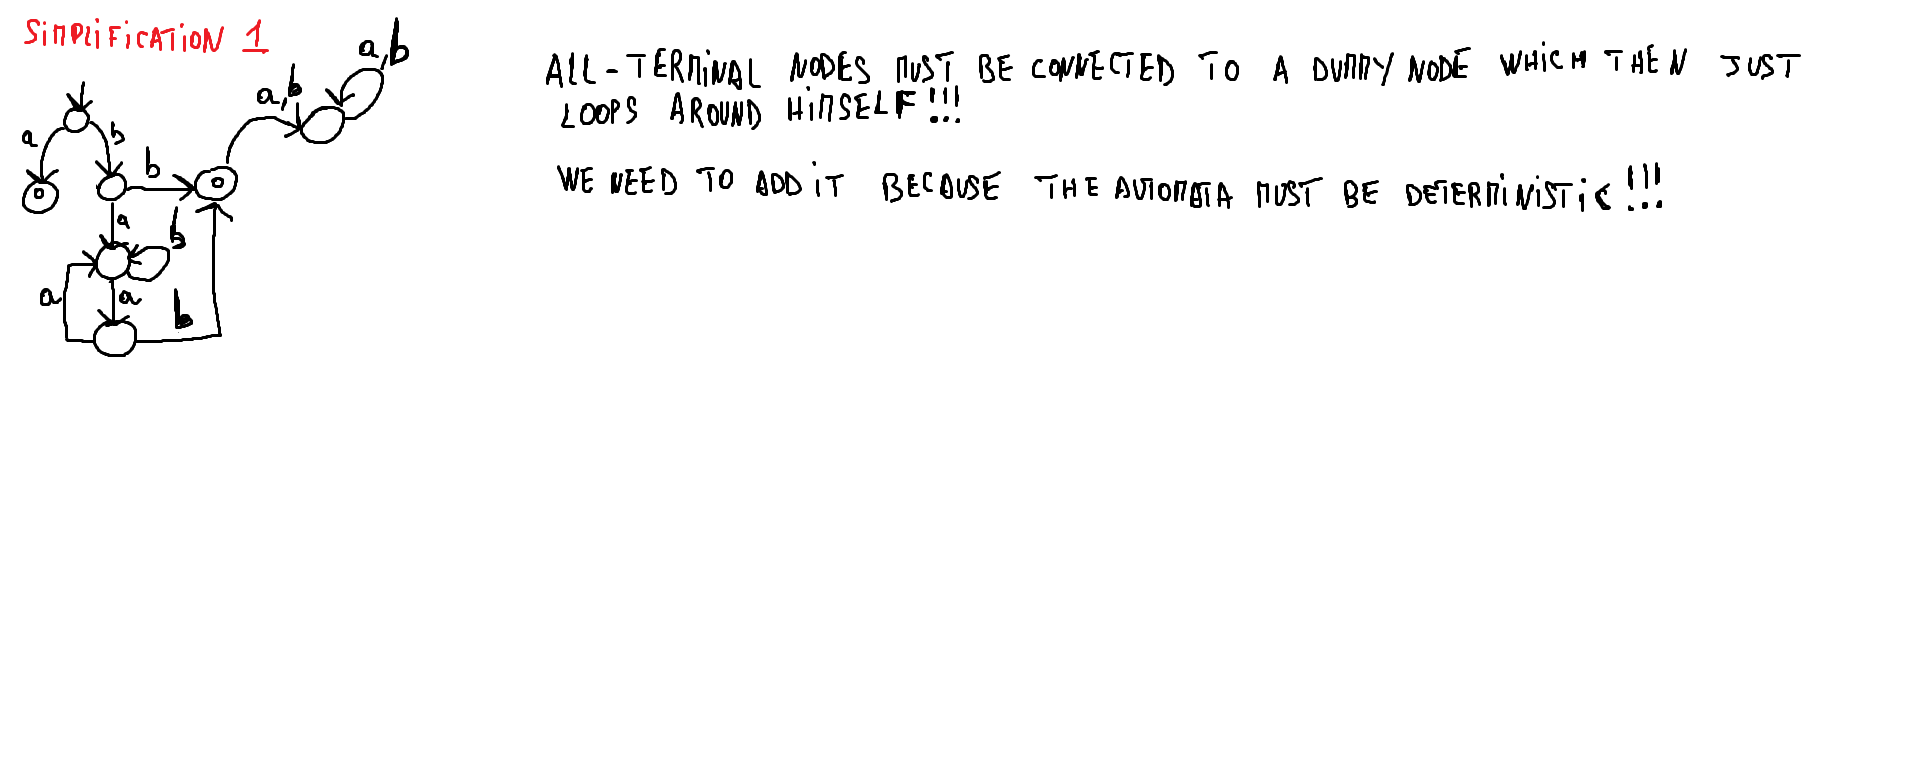 SIMPLIFICATION 1
a,b
a,b
a
b
b
a
b
a
a
b
ALL-TERMINAL NODES MUST BE CONNECTED TO A DUMMY NODE WHICH THEN JUST
LOOPS AROUND HIMSELF!!!
WE NEED TO ADD IT BECAUSE THE AUTOMATA MUST BE DETERMINISTIC!!!